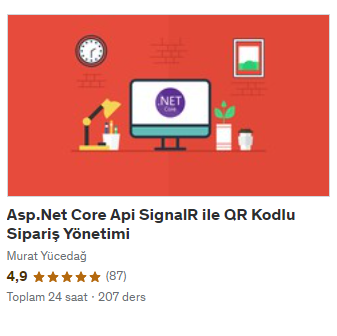 .NET
Core
Asp.Net Core Api SignalR ile QR Kodlu
Sipariş Yönetimi
Murat Yücedağ
4,9 (87)
Toplam 24 saat · 207 ders